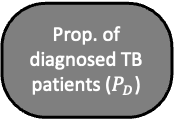 Prop. of
diagnosed TB
patients (𝑃𝐷)